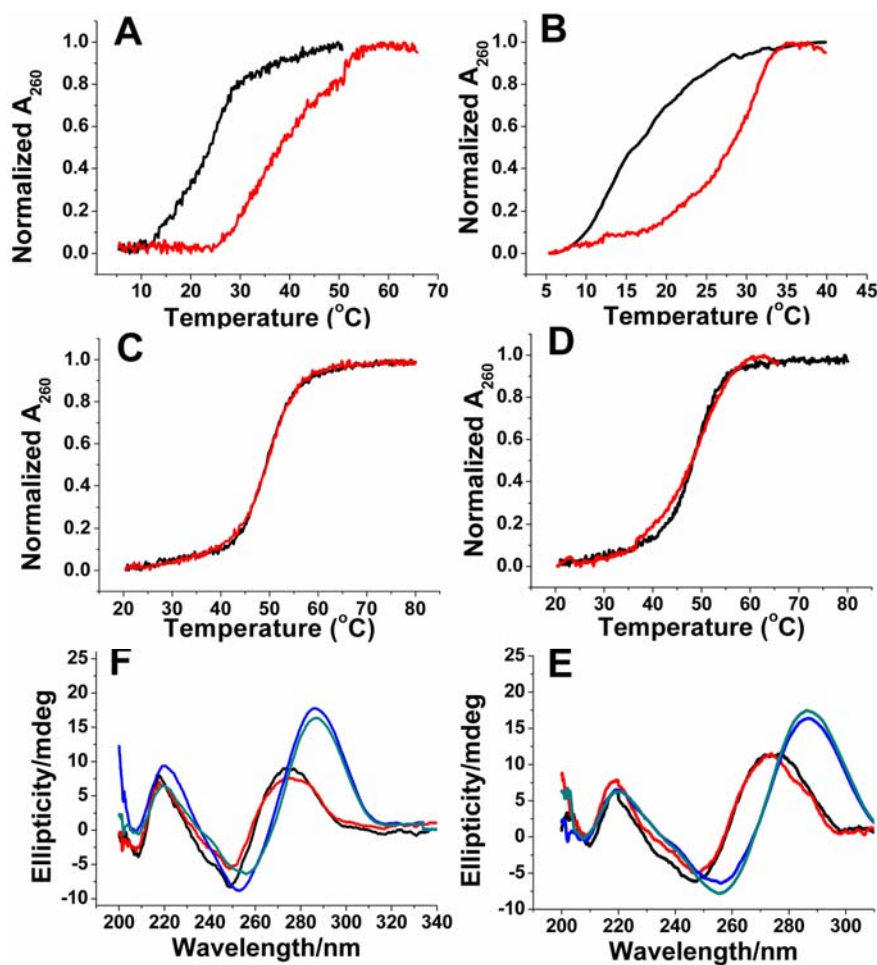 A
Normalized A260
1.0
0.8
0.6
0.4
0.2
0.0
10 20 30 40 50 60 70
Temperature (oC)
B
Normalized A260
1.0
0.8
0.6
0.4
0.2
0.0
5 10 15 20 25 30 35 40 45
Temperature (oC)
C
Normalized A260
1.0
0.8
0.6
0.4
0.2
0.0
20 30 40 50 60 70 80
Temperature (oC)
D
Normalized A260
1.0
0.8
0.6
0.4
0.2
0.0
20 30 40 50 60 70 80
Temperature (oC)
F
Ellipticity/mdeg
25
20
15
10
5
0
-5
-10
200 220 240 260 280 300 320 340
Wavelength/nm
E
Ellipticity/mdeg
25
20
15
10
5
0
-5
-10
200 220 240 260 280 300
Wavelength/nm